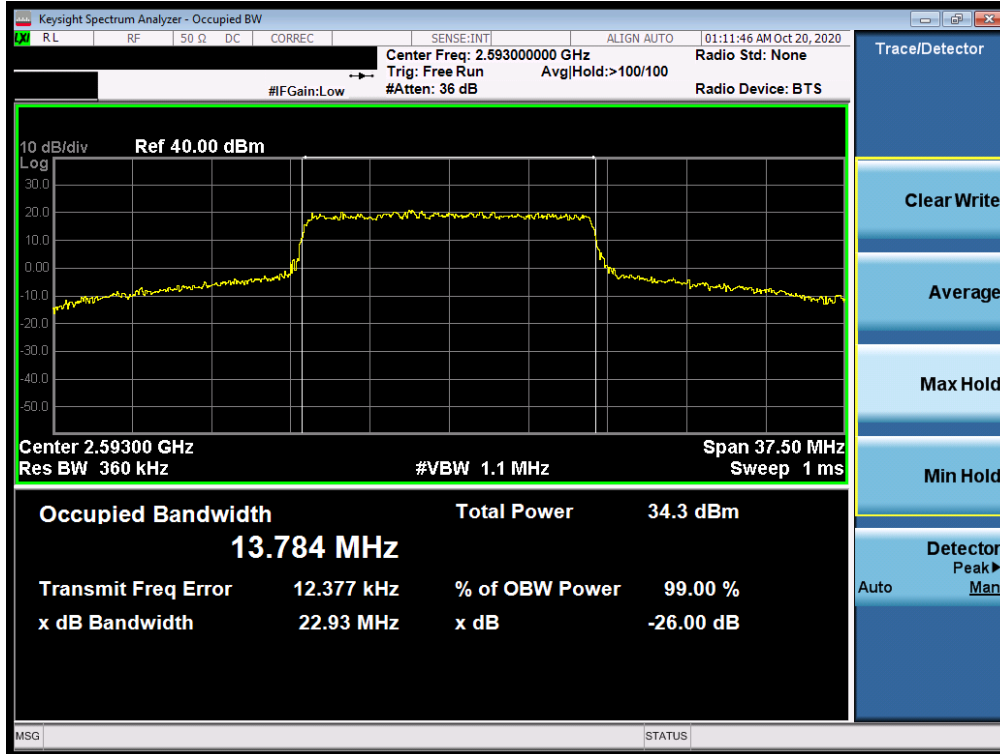 Keysight Spectrum Analyzer - Occupied BW
LXI RL RF 50 Ω DC CORREC SENSE:INT ALIGN AUTO 01:11:46 AM Oct 20, 2020
Center Freq: 2.593000000 GHz Radio Std: None
Trig: Free Run Avg|Hold:>100/100
#IFGain:Low #Atten: 36 dB Radio Device: BTS
10 dB/div Ref 40.00 dBm
Log
30.0
20.0
10.0
0.00
-10.0
-20.0
-30.0
-40.0
-50.0
Center 2.59300 GHz Span 37.50 MHz
Res BW 360 kHz #VBW 1.1 MHz Sweep 1 ms
Occupied Bandwidth Total Power 34.3 dBm
13.784 MHz
Transmit Freq Error 12.377 kHz % of OBW Power 99.00 %
x dB Bandwidth 22.93 MHz x dB -26.00 dB
MSG STATUS
Trace/Detector
Clear Write
Average
Max Hold
Min Hold
Detector
Peak▶
Auto Man